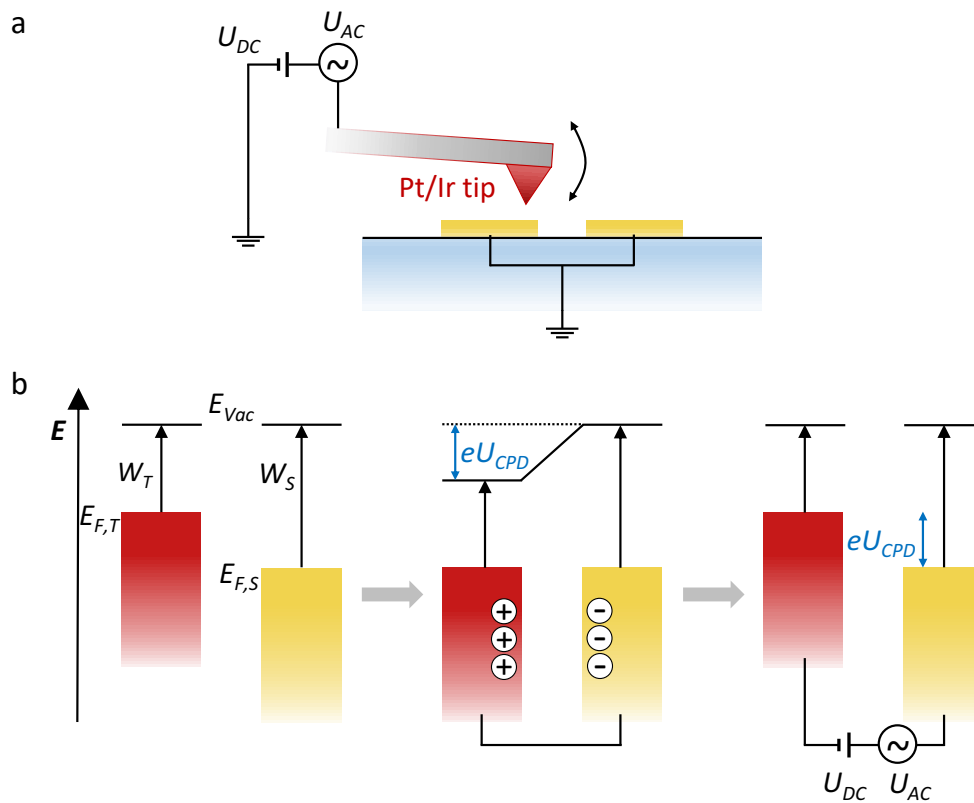 a
U_DC
U_AC
~
Pt/Ir tip
b
E
E_Vac
W_T
W_S
E_F,T
E_F,S
eU_CPD
+ −
+ −
+ −
eU_CPD
~
U_DC U_AC